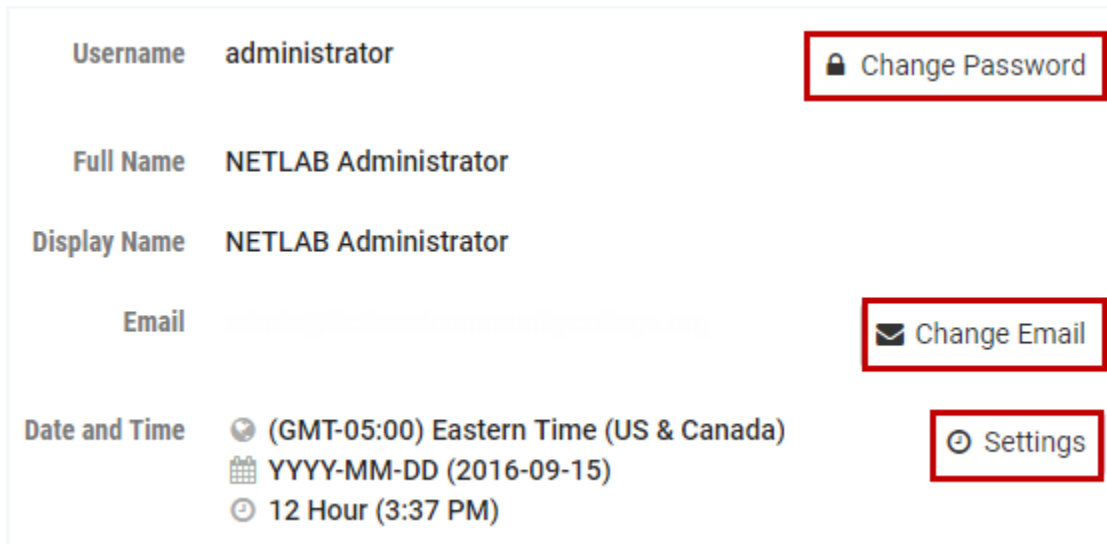 Username administrator Change Password
Full Name NETLAB Administrator
Display Name NETLAB Administrator
Email Change Email
Date and Time (GMT-05:00) Eastern Time (US & Canada) Settings
YYYY-MM-DD (2016-09-15)
12 Hour (3:37 PM)